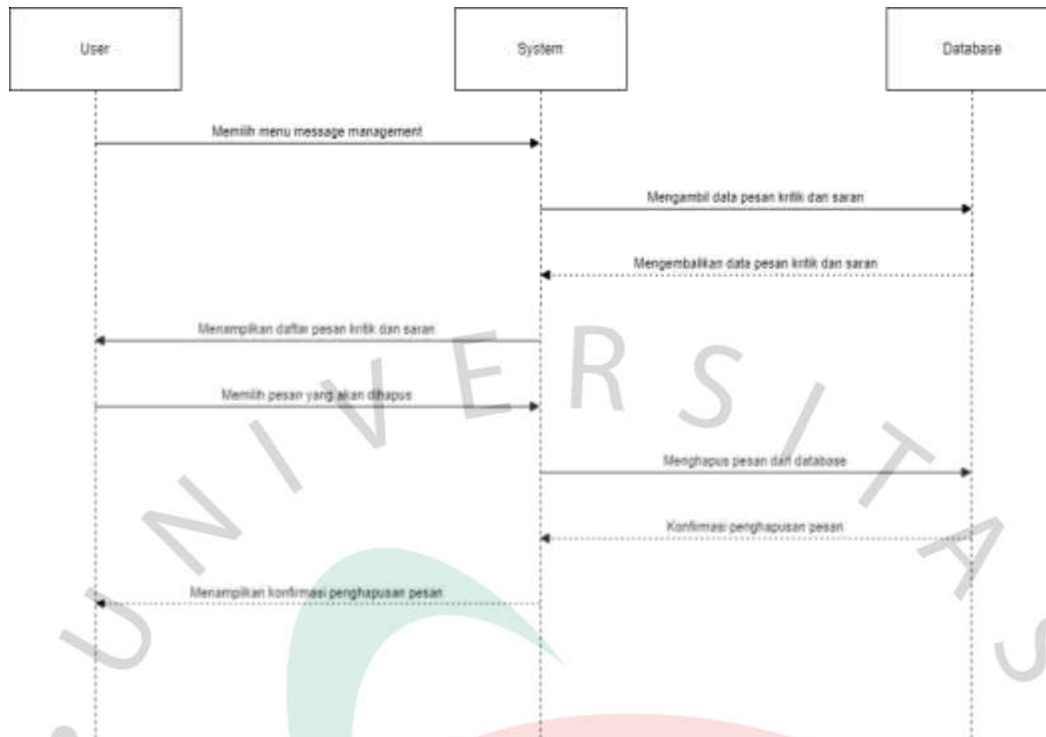 User
System
Database
Memilih menu message management
Mengambil data pesan kritik dan saran
Mengembalikan data pesan kritik dan saran
Menampilkan daftar pesan kritik dan saran
Memilih pesan yang akan dihapus
Menghapus pesan dari database
Konfirmasi penghapusan pesan
Menampilkan konfirmasi penghapusan pesan
UNIVERSITAS